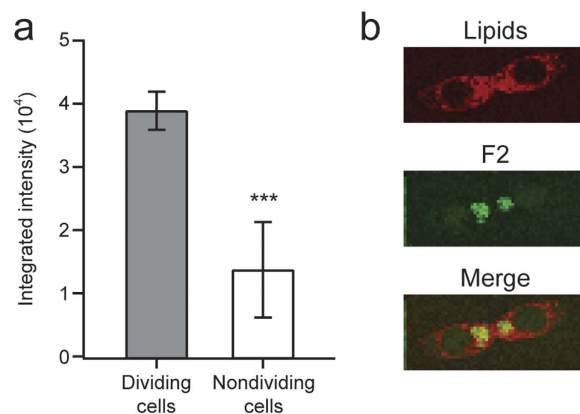 a
Integrated intensity (10⁴)
5
4
3
2
1
0
***
Dividing
cells
Nondividing
cells
b
Lipids
F2
Merge